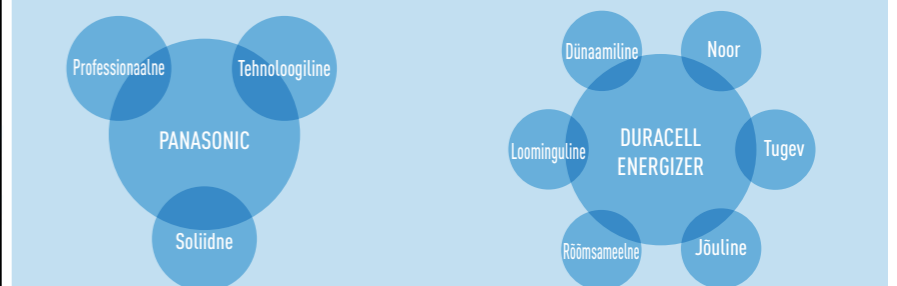 Professionaalne
Tehnoloogiline
PANASONIC
Soliidne
Dünaamiline
Noor
Loominguline
DURACELL
ENERGIZER
Tugev
Rõõmsameelne
Jõuline